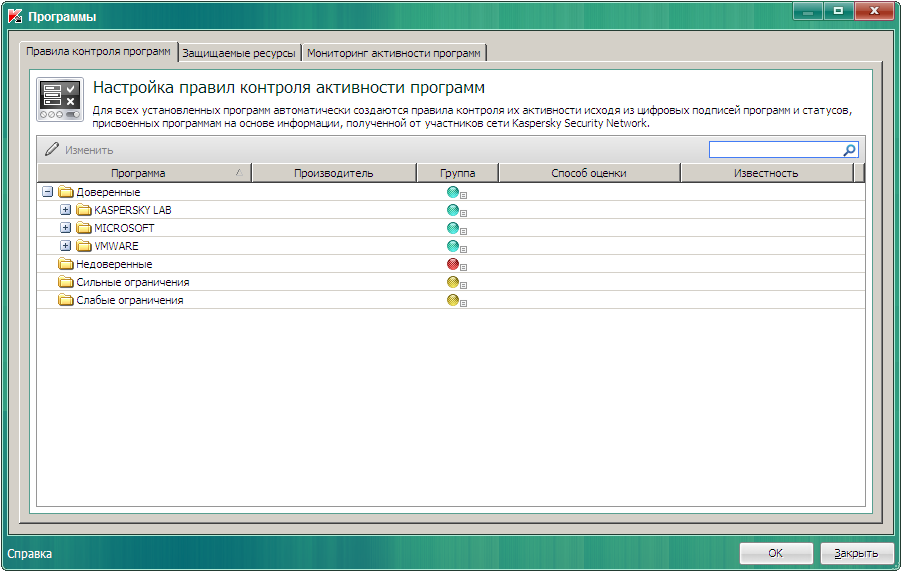 Программы
Правила контроля программ
Защищаемые ресурсы
Мониторинг активности программ
Настройка правил контроля активности программ
Для всех установленных программ автоматически создаются правила контроля их активности исходя из цифровых подписей программ и статусов,
присвоенных программам на основе информации, полученной от участников сети Kaspersky Security Network.
Изменить
Программа Производитель Группа Способ оценки Известность
Доверенные
KASPERSKY LAB
MICROSOFT
VMWARE
Недоверенные
Сильные ограничения
Слабые ограничения
Справка
OK
Закрыть